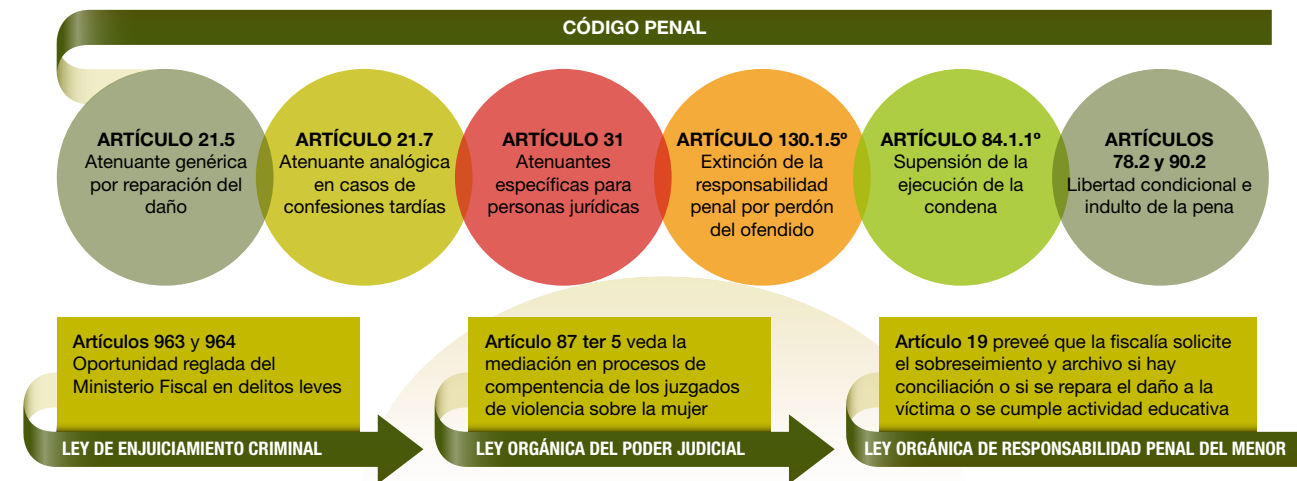 CÓDIGO PENAL
ARTÍCULO 21.5
Atenuante genérica
por reparación del
daño
ARTÍCULO 21.7
Atenuante analógica
en casos de
confesiones tardías
ARTÍCULO 31
Atenuantes
específicas para
personas jurídicas
ARTÍCULO 130.1.5º
Extinción de la
responsabilidad
penal por perdón
del ofendido
ARTÍCULO 84.1.1º
Supensión de la
ejecución de la
condena
ARTÍCULOS
78.2 y 90.2
Libertad condicional e
indulto de la pena
Artículos 963 y 964
Oportunidad reglada del
Ministerio Fiscal en delitos leves
LEY DE ENJUICIAMIENTO CRIMINAL
Artículo 87 ter 5 veda la
mediación en procesos de
compentencia de los juzgados
de violencia sobre la mujer
LEY ORGÁNICA DEL PODER JUDICIAL
Artículo 19 preveé que la fiscalía solicite
el sobreseimiento y archivo si hay
conciliación o si se repara el daño a la
víctima o se cumple actividad educativa
LEY ORGÁNICA DE RESPONSABILIDAD PENAL DEL MENOR